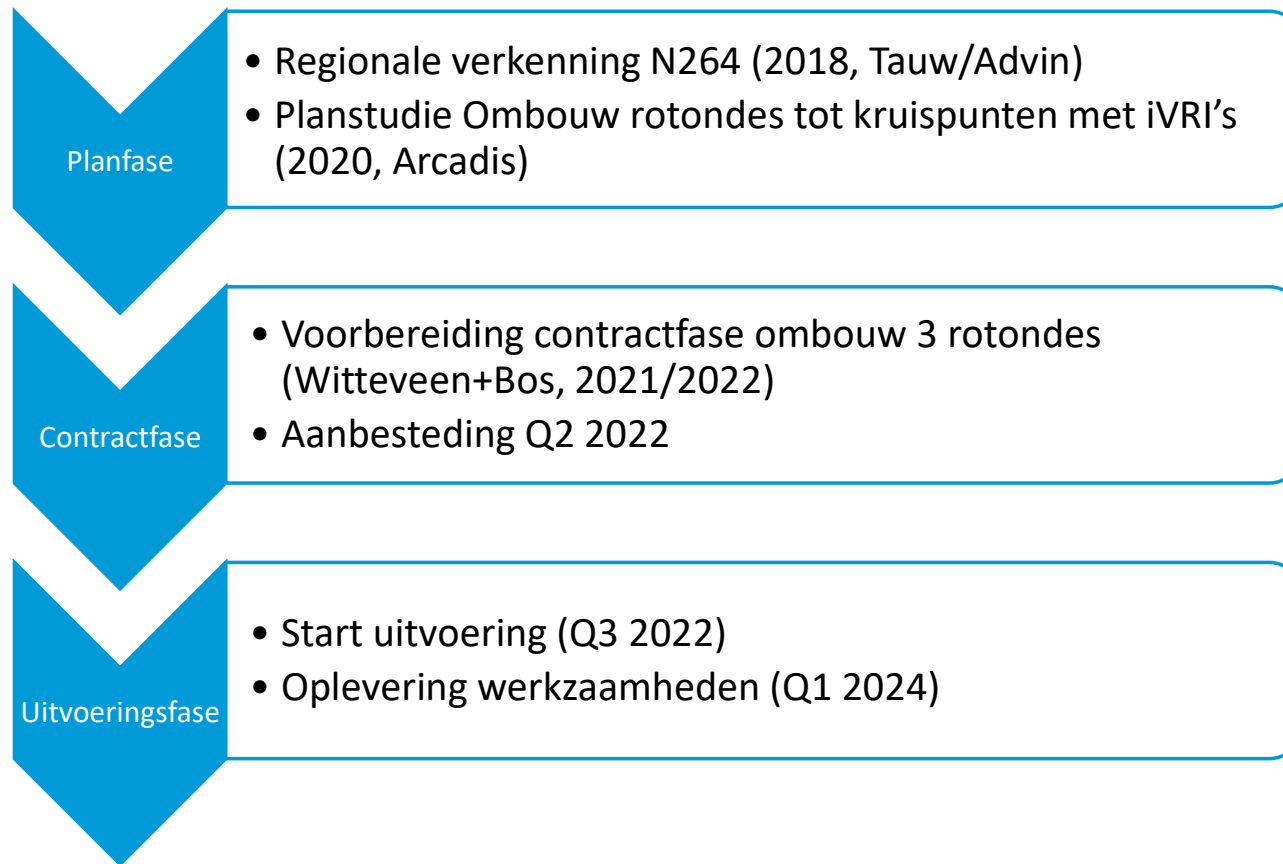 Planfase
• Regionale verkenning N264 (2018, Tauw/Advin)
• Planstudie Ombouw rotondes tot kruispunten met iVRI’s
(2020, Arcadis)
Contractfase
• Voorbereiding contractfase ombouw 3 rotondes
(Witteveen+Bos, 2021/2022)
• Aanbesteding Q2 2022
Uitvoeringsfase
• Start uitvoering (Q3 2022)
• Oplevering werkzaamheden (Q1 2024)